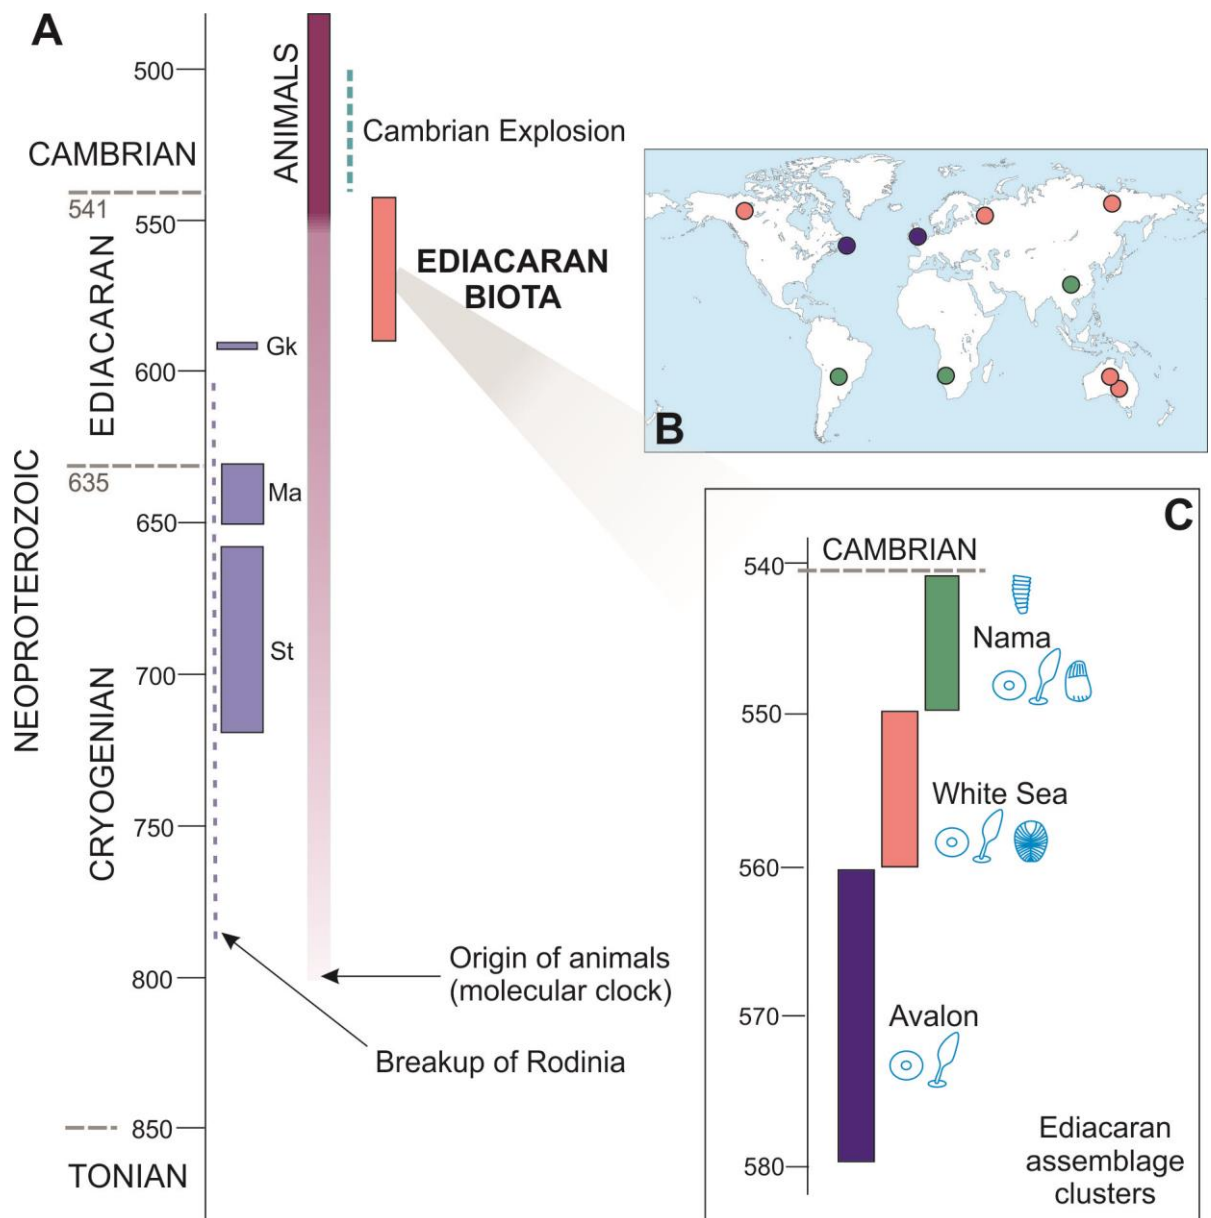 A
500
ANIMALS
Cambrian Explosion
CAMBRIAN
541
550
EDIACARAN
BIOTA
EDIACARAN
Gk
600
NEOPROTEROZOIC
635
Ma
650
St
700
CRYOGENIAN
750
800
Origin of animals
(molecular clock)
Breakup of Rodinia
850
TONIAN
B
C
CAMBRIAN
540
Nama
550
White Sea
560
570
Avalon
580
Ediacaran
assemblage
clusters